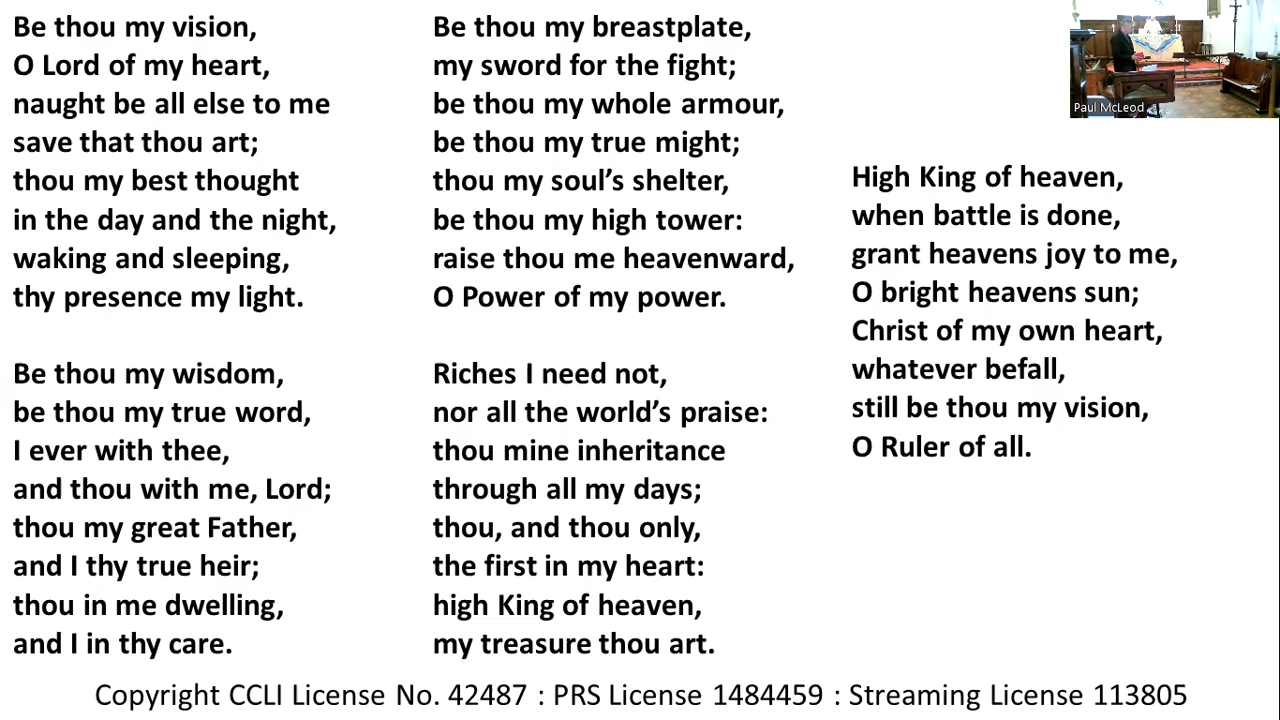 Be thou my vision,
O Lord of my heart,
naught be all else to me
save that thou art;
thou my best thought
in the day and the night,
waking and sleeping,
thy presence my light.
Be thou my wisdom,
be thou my true word,
I ever with thee,
and thou with me, Lord;
thou my great Father,
and I thy true heir;
thou in me dwelling,
and I in thy care.
Be thou my breastplate,
my sword for the fight;
be thou my whole armour,
be thou my true might;
thou my soul’s shelter,
be thou my high tower:
raise thou me heavenward,
O Power of my power.
Riches I need not,
nor all the world’s praise:
thou mine inheritance
through all my days;
thou, and thou only,
the first in my heart:
high King of heaven,
my treasure thou art.
High King of heaven,
when battle is done,
grant heavens joy to me,
O bright heavens sun;
Christ of my own heart,
whatever befall,
still be thou my vision,
O Ruler of all.
Paul McLeod
Copyright CCLI License No. 42487 : PRS License 1484459 : Streaming License 113805